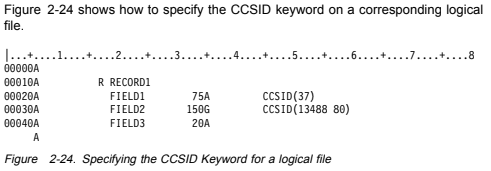 Figure 2-24 shows how to specify the CCSID keyword on a corresponding logical
file.
|...+....1....+....2....+....3....+....4....+....5....+....6....+....7....+....8
00000A
00010A R RECORD1
00020A FIELD1 75A CCSID(37)
00030A FIELD2 150G CCSID(13488 80)
00040A FIELD3 20A
A
Figure 2-24. Specifying the CCSID Keyword for a logical file